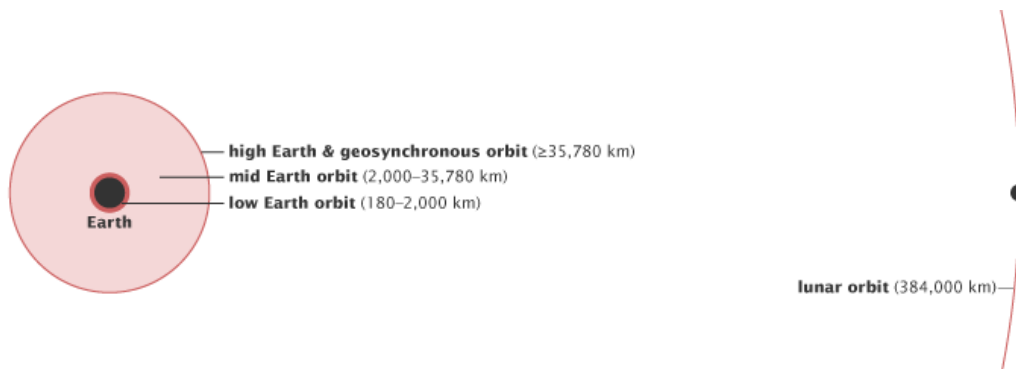 high Earth & geosynchronous orbit (≥35,780 km)
mid Earth orbit (2,000–35,780 km)
low Earth orbit (180–2,000 km)
Earth
lunar orbit (384,000 km)